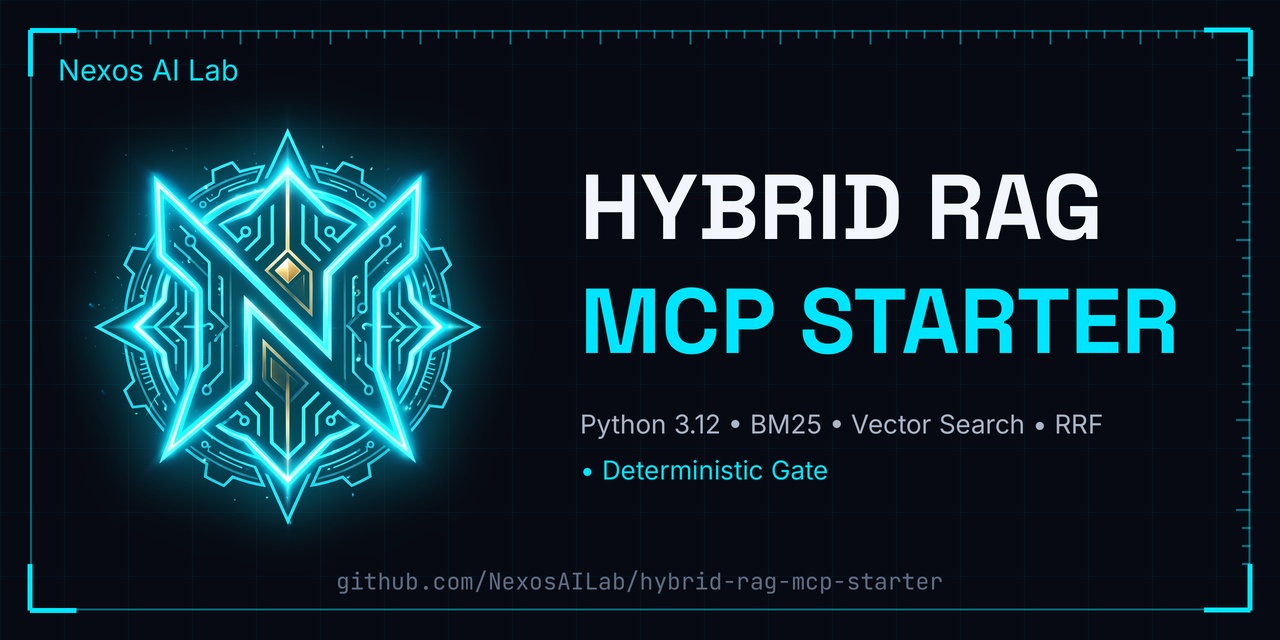 Nexos AI Lab
HYBRID RAG
MCP STARTER
Python 3.12 • BM25 • Vector Search • RRF
• Deterministic Gate
github.com/NexosAILab/hybrid-rag-mcp-starter